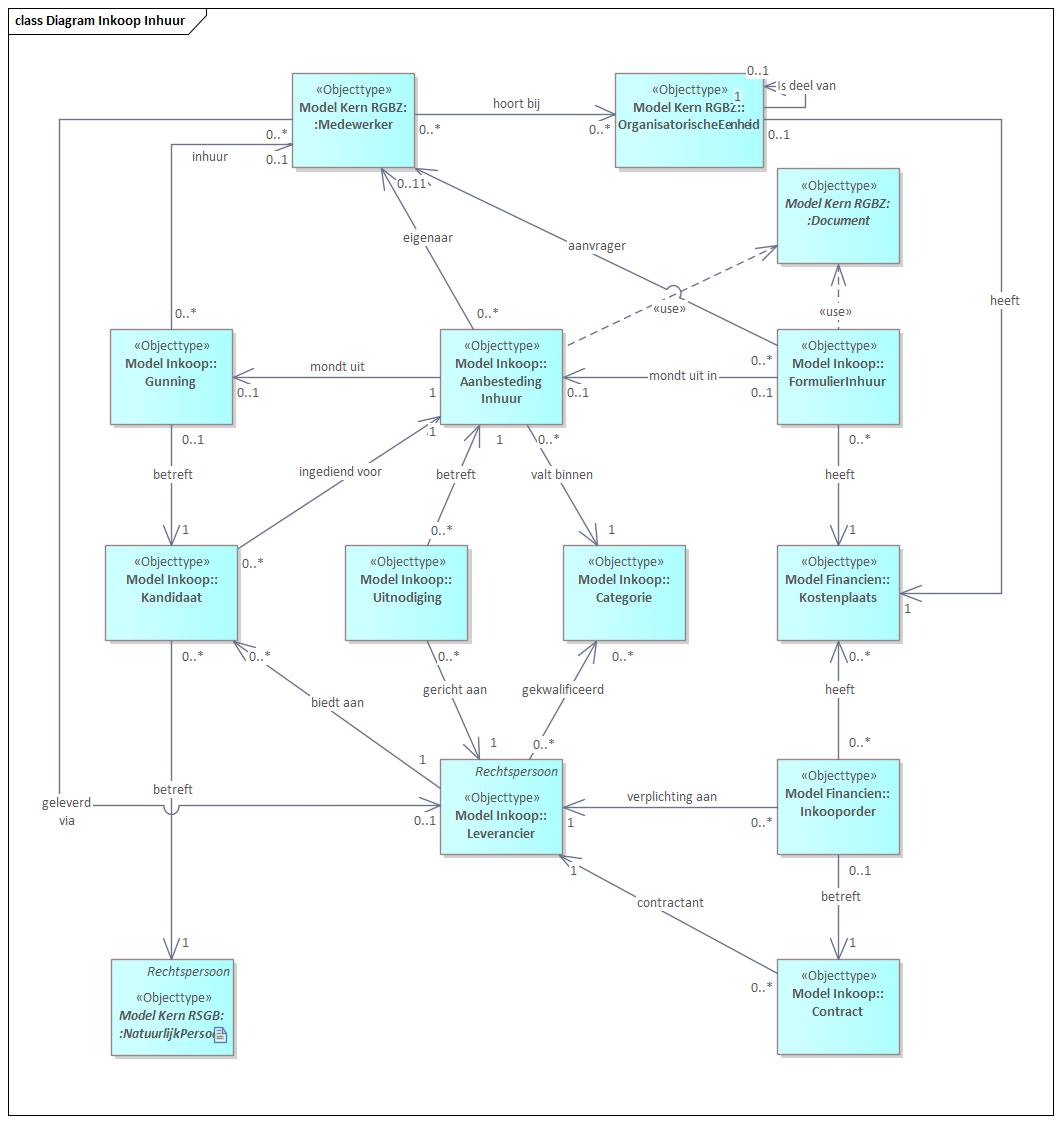 class Diagram Inkoop Inhuur
«Objecttype»
Model Kern RGBZ:
:Medewerker
hoort bij
0..*
0..*
«Objecttype»
Model Kern RGBZ::
OrganisatorischeEenheid
0..1
1
Is deel van
0..1
0..*
0..1
inhuur
«Objecttype»
Model Kern RGBZ:
:Document
0..1
1
eigenaar
aanvrager
heeft
«use»
«use»
0..*
0..*
0..*
«Objecttype»
Model Inkoop::
Gunning
mondt uit
0..1
1
«Objecttype»
Model Inkoop::
Aanbesteding
Inhuur
mondt uit in
0..1
0..1
«Objecttype»
Model Inkoop::
FormulierInhuur
0..1
betreft
1
ingediend voor
1
0..*
1
betreft
0..*
0..*
valt binnen
1
0..*
heeft
1
«Objecttype»
Model Inkoop::
Kandidaat
«Objecttype»
Model Inkoop::
Uitnodiging
«Objecttype»
Model Inkoop::
Categorie
«Objecttype»
Model Financien::
Kostenplaats
1
0..*
0..*
biedt aan
1
0..*
gericht aan
1
0..*
gekwalificeerd
0..*
0..*
heeft
0..*
betreft
geleverd
via
0..1
Rechtspersoon
«Objecttype»
Model Inkoop::
Leverancier
verplichting aan
1
0..*
«Objecttype»
Model Financien::
Inkooporder
1
contractant
0..*
0..1
betreft
1
1
Rechtspersoon
«Objecttype»
Model Kern RSGB:
:NatuurlijkPerso
«Objecttype»
Model Inkoop::
Contract